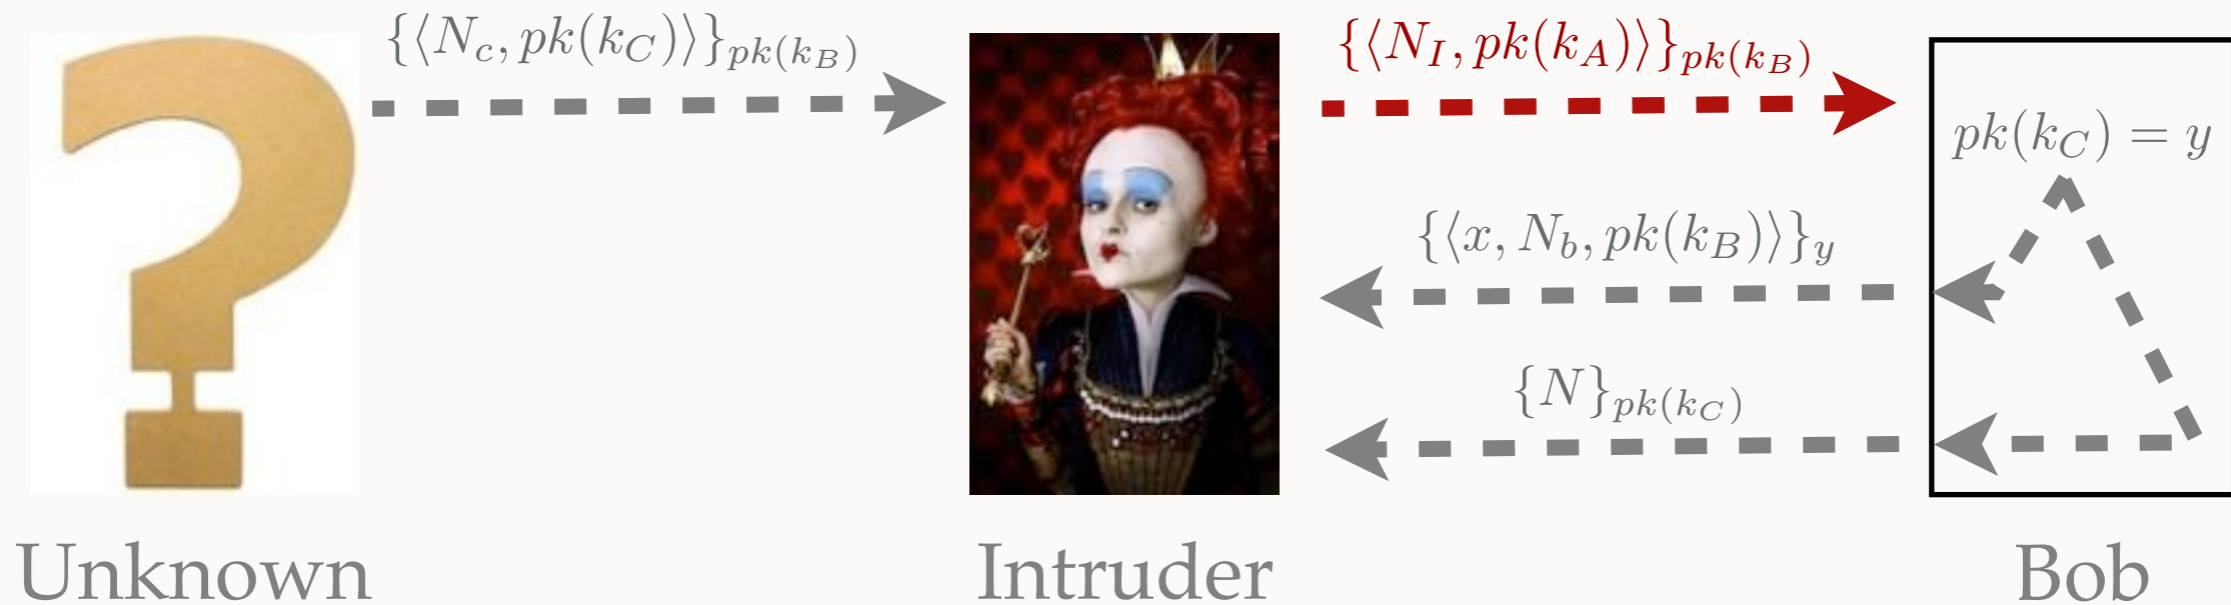 {⟨N_c, pk(k_C)⟩}_{pk(k_B)}
{⟨N_I, pk(k_A)⟩}_{pk(k_B)}
pk(k_C) = y
{⟨x, N_b, pk(k_B)⟩}_y
{N}_{pk(k_C)}
Unknown
Intruder
Bob